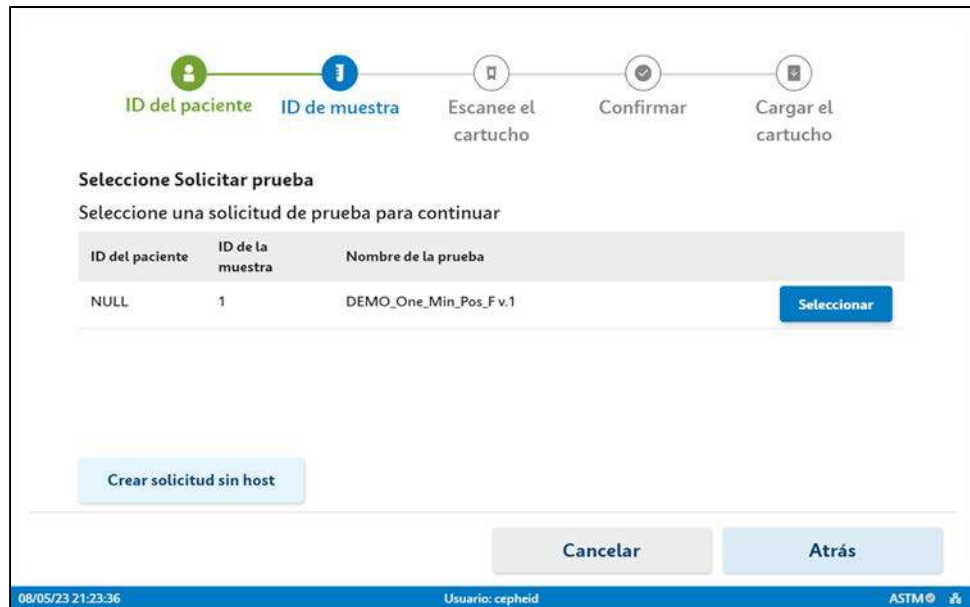 ID del paciente
ID de muestra
Escanee el
cartucho
Confirmar
Cargar el
cartucho
Seleccione Solicitar prueba
Seleccione una solicitud de prueba para continuar
ID del paciente ID de la muestra Nombre de la prueba
NULL 1 DEMO_One_Min_Pos_F v.1 Seleccionar
Crear solicitud sin host
Cancelar Atrás
08/05/23 21:23:36 Usuario: cepheid ASTM